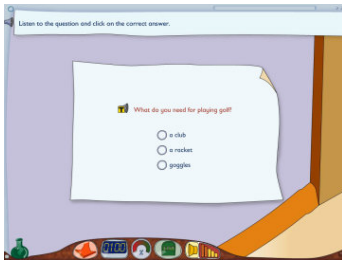 Listen to the question and click on the correct answer.
What do you need for playing golf?
a club
a racket
goggles